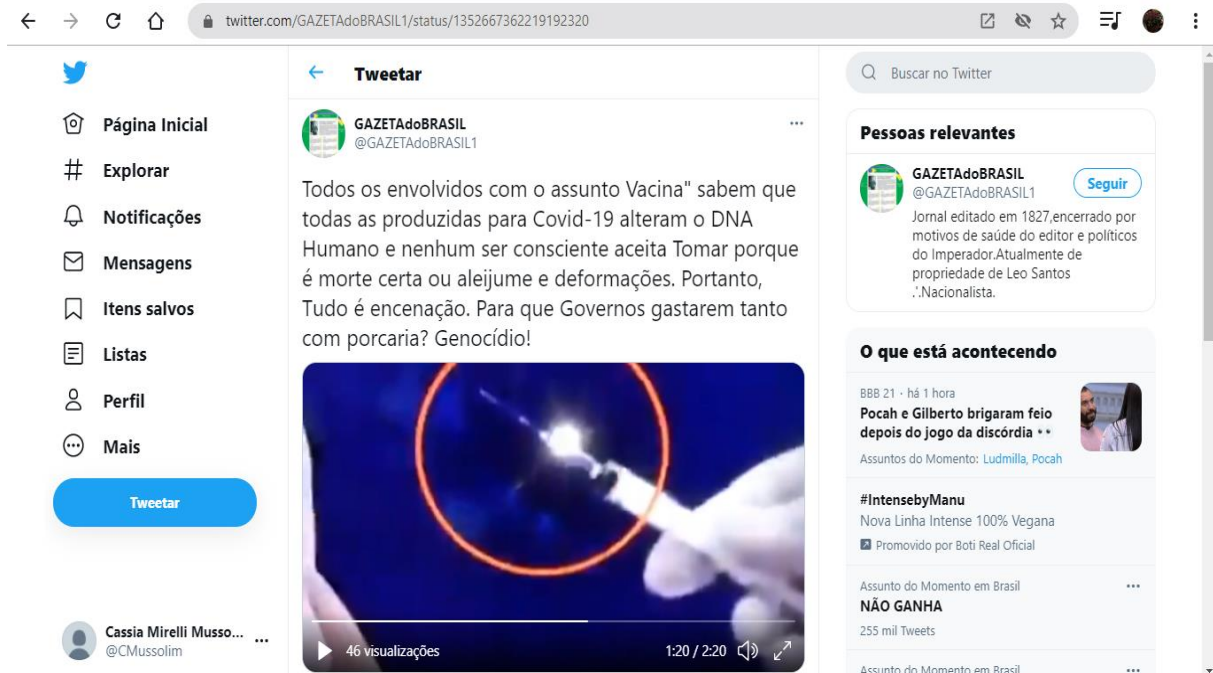 twitter.com/GAZETAdoBRASIL1/status/1352667362219192320
Página Inicial
Explorar
Notificações
Mensagens
Itens salvos
Listas
Perfil
Mais
Tweetar
Cassia Mirelli Musso...
@CMussolim
Tweetar
GAZETAdoBRASIL
@GAZETAdoBRASIL1
Todos os envolvidos com o assunto Vacina" sabem que
todas as produzidas para Covid-19 alteram o DNA
Humano e nenhum ser consciente aceita Tomar porque
é morte certa ou aleijume e deformações. Portanto,
Tudo é encenação. Para que Governos gastarem tanto
com porcaria? Genocídio!
46 visualizações
1:20 / 2:20
Buscar no Twitter
Pessoas relevantes
GAZETAdoBRASIL
@GAZETAdoBRASIL1
Seguir
Jornal editado em 1827,encerrado por
motivos de saúde do editor e políticos
do Imperador.Atualmente de
propriedade de Leo Santos
.'.Nacionalista.
O que está acontecendo
BBB 21 · há 1 hora
Pocah e Gilberto brigaram feio
depois do jogo da discórdia 👀
Assuntos do Momento: Ludmilla, Pocah
#IntensebyManu
Nova Linha Intense 100% Vegana
Promovido por Boti Real Oficial
Assunto do Momento em Brasil
NÃO GANHA
255 mil Tweets
Assunto do Momento em Brasil